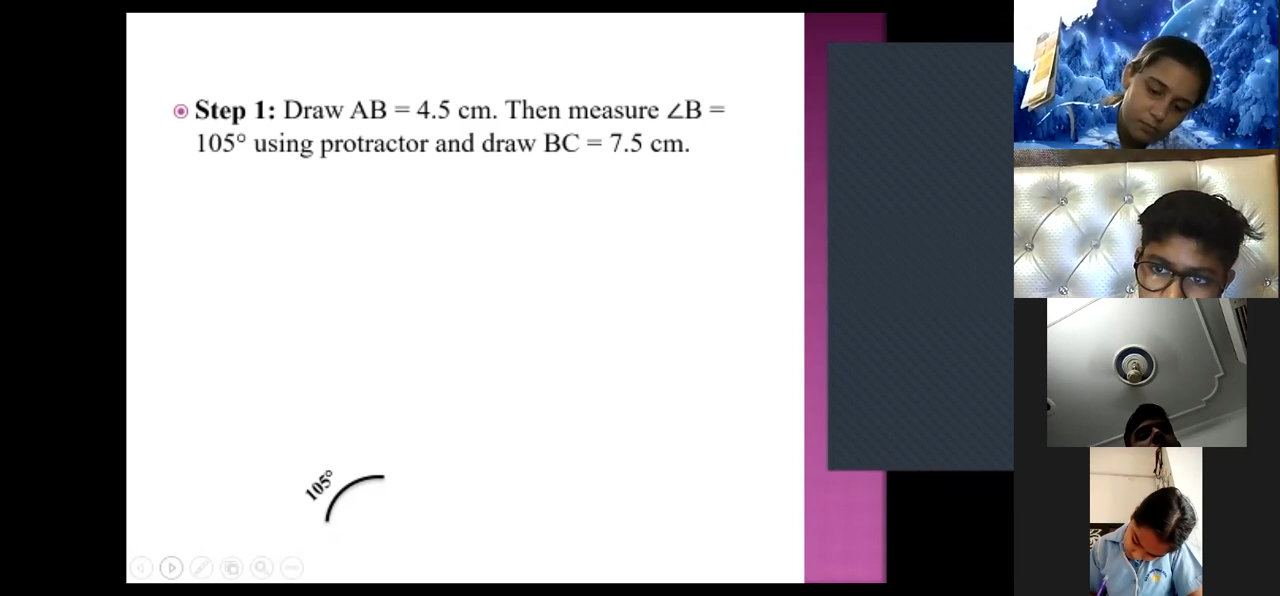 Step 1: Draw AB = 4.5 cm. Then measure ∠B =
105° using protractor and draw BC = 7.5 cm.
105°